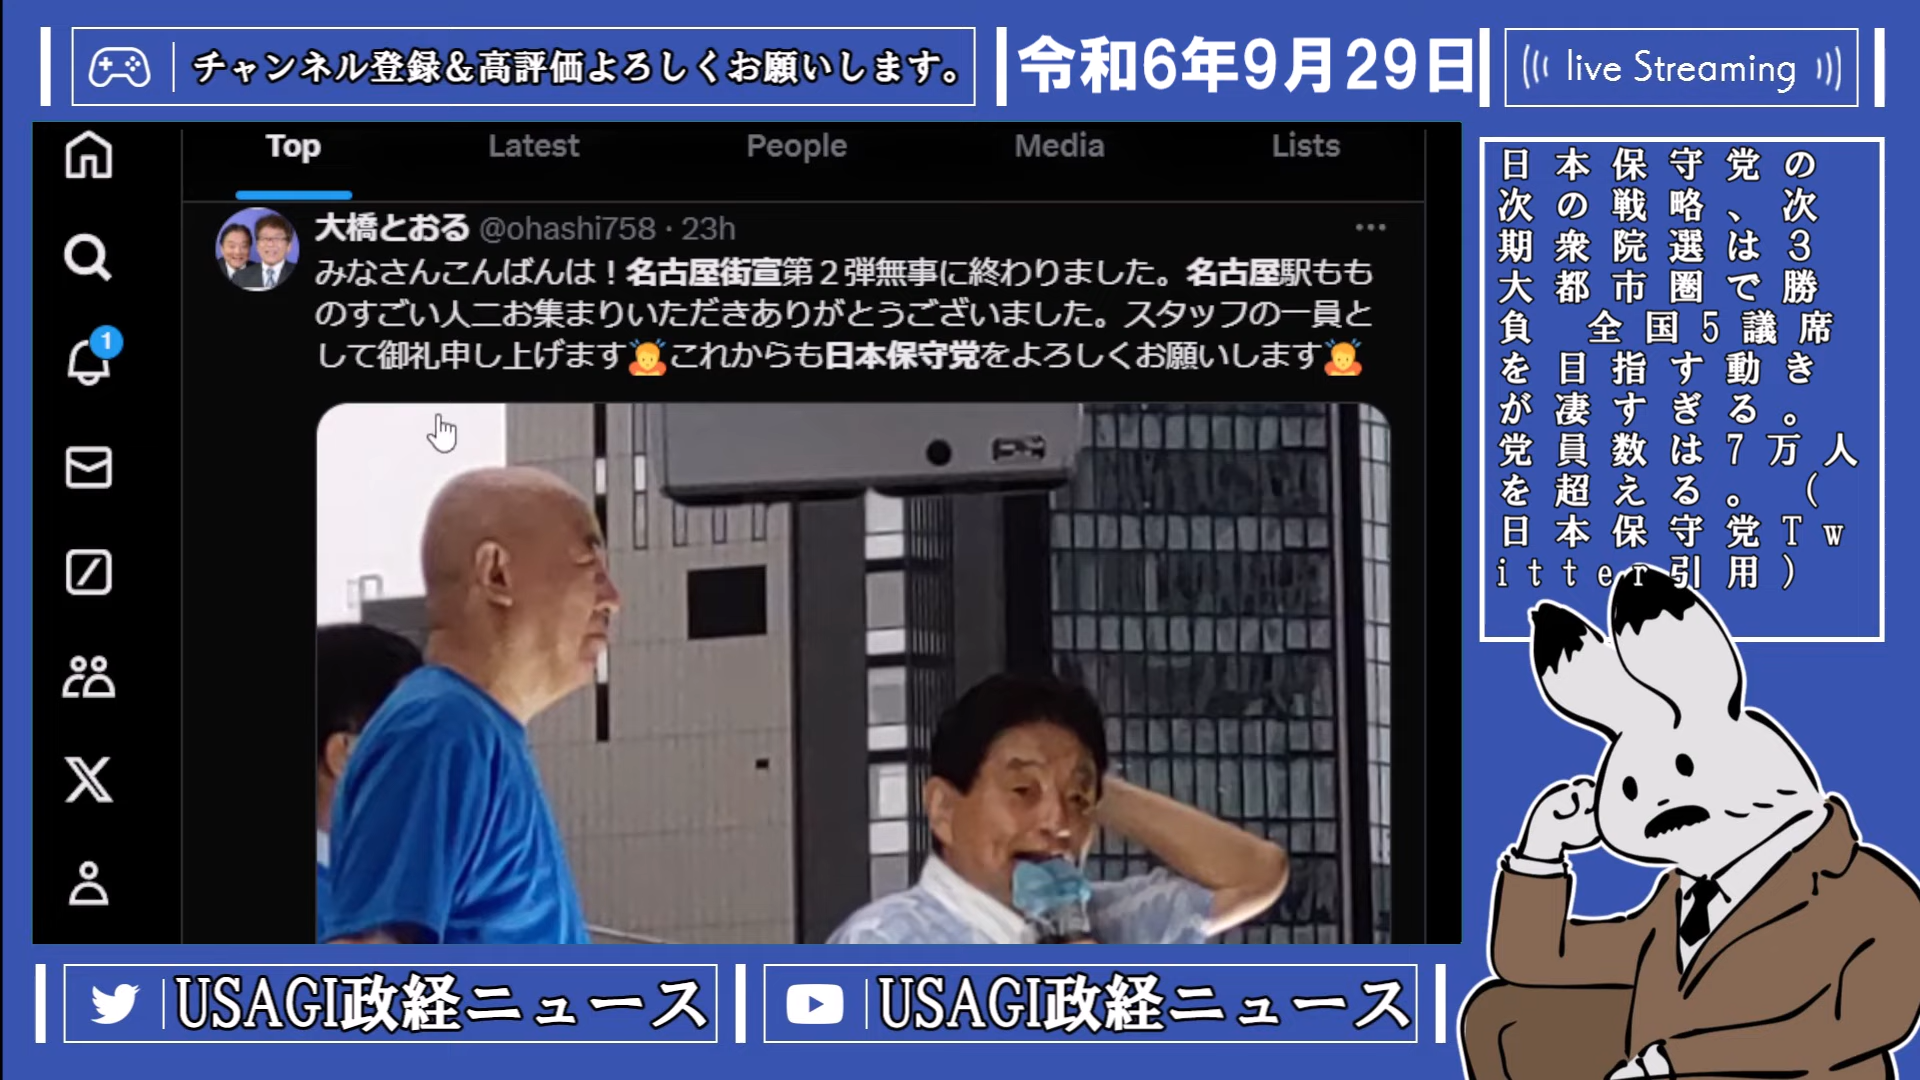 チャンネル登録＆高評価よろしくお願いします。
令和6年9月29日
live Streaming
Top Latest People Media Lists
大橋とおる @ohashi758 · 23h
みなさんこんばんは！名古屋街宣第２弾無事に終わりました。名古屋駅もも
のすごい人二お集まりいただきありがとうございました。スタッフの一員と
して御礼申し上げます🙇これからも日本保守党をよろしくお願いします🙇
1
日本保守党の
次の戦略、次
期衆院選は３
大都市圏で勝
負　全国5議席
を目指す動き
が凄すぎる。
党員数は7万人
を超える。（
日本保守党Tw
itter引用）
USAGI政経ニュース
USAGI政経ニュース